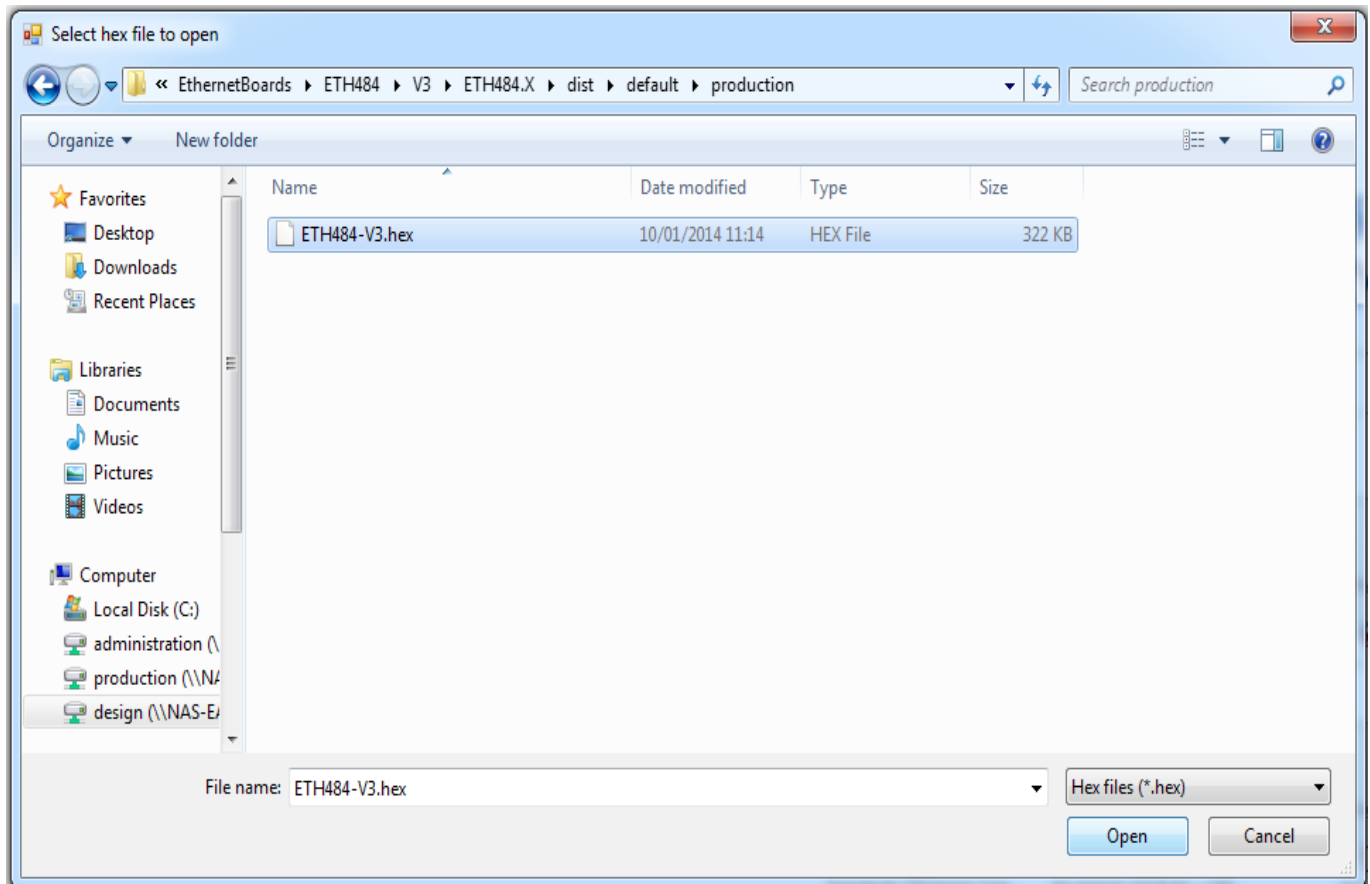 Select hex file to open
« EthernetBoards ETH484 V3 ETH484.X dist default production
Search production
Organize New folder
Name Date modified Type Size
ETH484-V3.hex 10/01/2014 11:14 HEX File 322 KB
Favorites
Desktop
Downloads
Recent Places
Libraries
Documents
Music
Pictures
Videos
Computer
Local Disk (C:)
administration (\
production (\\NA
design (\\NAS-EA
File name: ETH484-V3.hex Hex files (*.hex)
Open Cancel